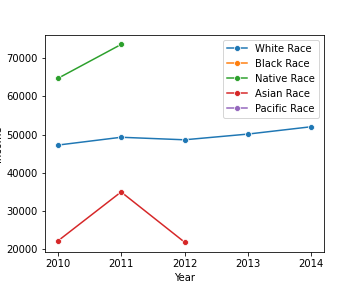 White Race
Black Race
Native Race
Asian Race
Pacific Race
70000
60000
50000
40000
30000
20000
2010 2011 2012 2013 2014
Year